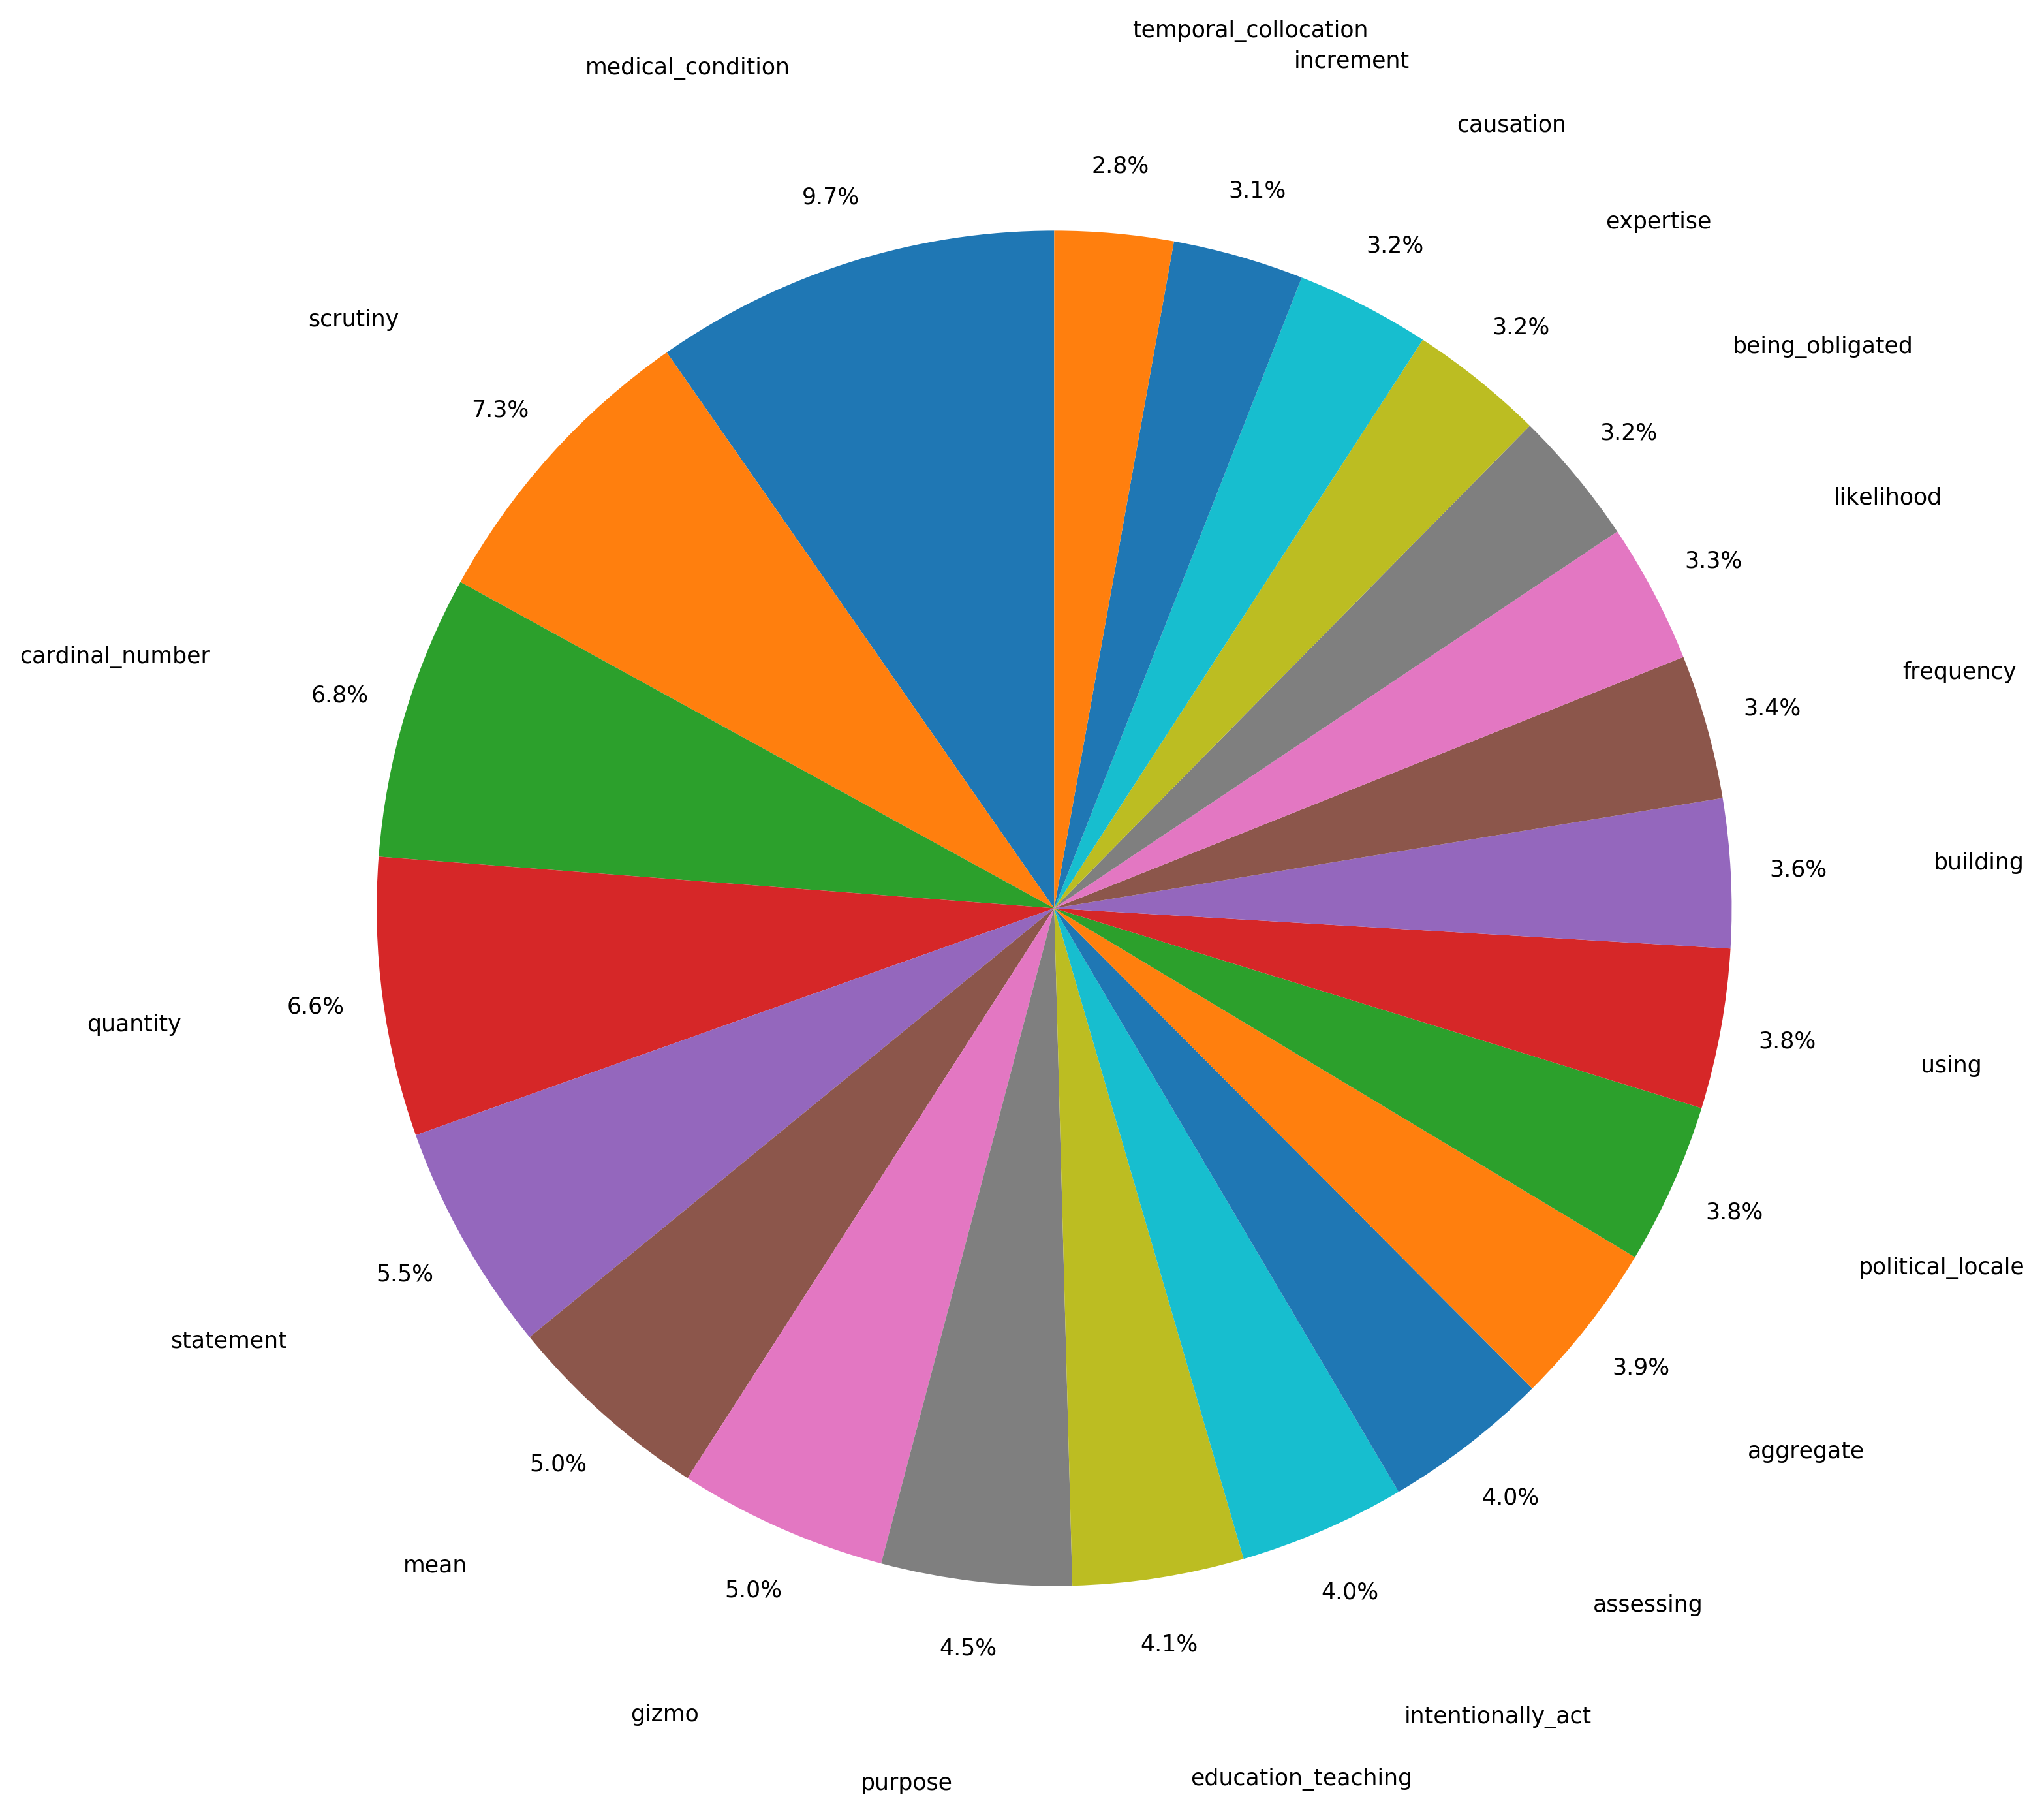 temporal_collocation
increment
medical_condition
causation
2.8%
3.1%
9.7%
expertise
3.2%
scrutiny
3.2%
being_obligated
7.3%
3.2%
likelihood
3.3%
cardinal_number
frequency
6.8%
3.4%
building
3.6%
6.6%
quantity
3.8%
using
3.8%
political_locale
5.5%
statement
3.9%
aggregate
5.0%
4.0%
mean
5.0%
4.0%
assessing
4.5%
4.1%
gizmo
intentionally_act
purpose
education_teaching